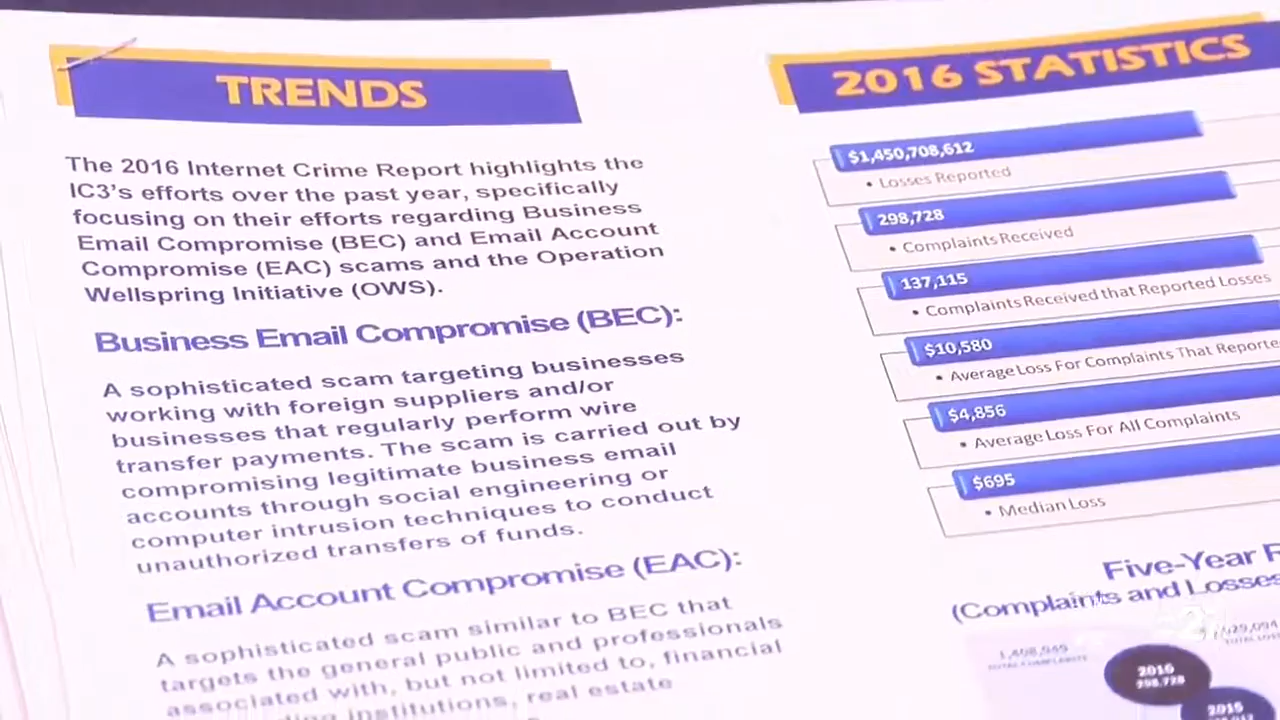 TRENDS
The 2016 Internet Crime Report highlights the
IC3's efforts over the past year, specifically
focusing on their efforts regarding Business
Email Compromise (BEC) and Email Account
Compromise (EAC) scams and the Operation
Wellspring Initiative (OWS).
Business Email Compromise (BEC):
A sophisticated scam targeting businesses
working with foreign suppliers and/or
businesses that regularly perform wire
transfer payments. The scam is carried out by
compromising legitimate business email
accounts through social engineering or
computer intrusion techniques to conduct
unauthorized transfers of funds.
Email Account Compromise (EAC):
A sophisticated scam similar to BEC that
targets the general public and professionals
associated with, but not limited to, financial
institutions, real estate
2016 STATISTICS
$1,450,708,612
• Losses Reported
298,728
• Complaints Received
137,115
• Complaints Received that Reported Losses
$10,580
• Average Loss For Complaints That Reporte
$4,856
• Average Loss For All Complaints
$695
• Median Loss
Five-Year R
(Complaints and Losses
1,408,949
TOTAL COMPLAINTS
2016
298,728
2015
2